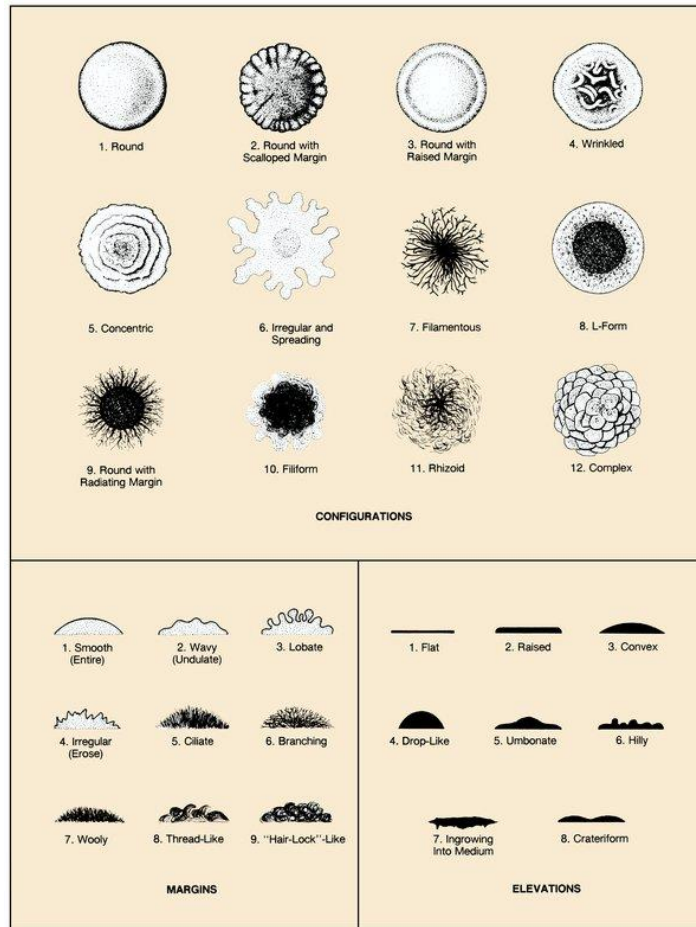 1. Round
2. Round with
Scalloped Margin
3. Round with
Raised Margin
4. Wrinkled
5. Concentric
6. Irregular and
Spreading
7. Filamentous
8. L-Form
9. Round with
Radiating Margin
10. Filiform
11. Rhizoid
12. Complex
CONFIGURATIONS
1. Smooth
(Entire)
2. Wavy
(Undulate)
3. Lobate
4. Irregular
(Erose)
5. Ciliate
6. Branching
7. Wooly
8. Thread-Like
9. "Hair-Lock"-Like
MARGINS
1. Flat
2. Raised
3. Convex
4. Drop-Like
5. Umbonate
6. Hilly
7. Ingrowing
Into Medium
8. Crateriform
ELEVATIONS